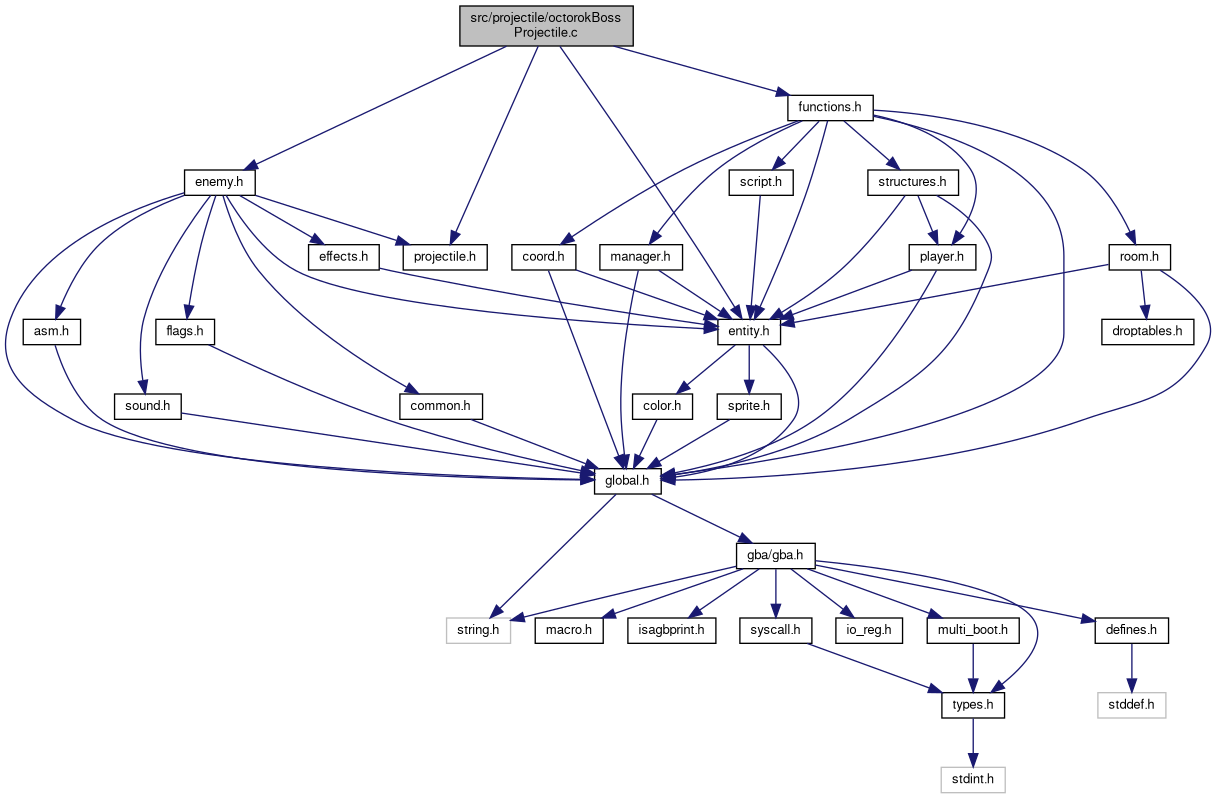 src/projectile/octorokBoss
Projectile.c
functions.h
enemy.h
script.h
structures.h
effects.h
projectile.h
coord.h
manager.h
player.h
room.h
asm.h
flags.h
entity.h
droptables.h
sound.h
common.h
color.h
sprite.h
global.h
gba/gba.h
string.h
macro.h
isagbprint.h
syscall.h
io_reg.h
multi_boot.h
defines.h
types.h
stddef.h
stdint.h